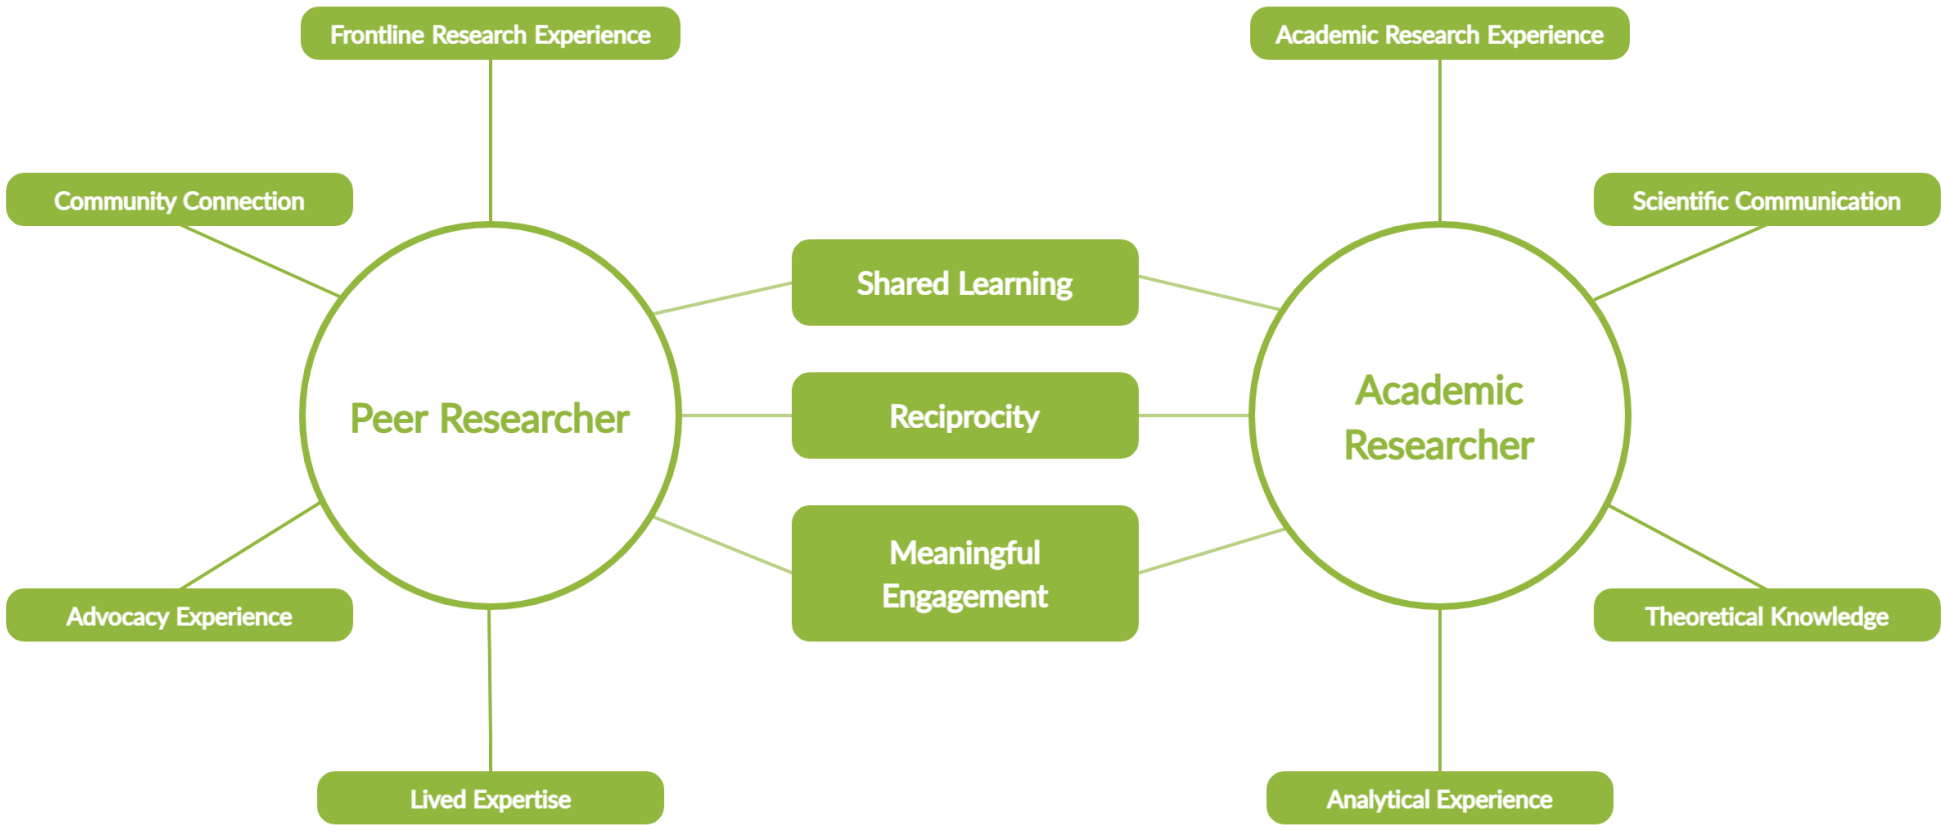 Frontline Research Experience
Academic Research Experience
Community Connection
Scientific Communication
Shared Learning
Peer Researcher
Reciprocity
Academic
Researcher
Meaningful
Engagement
Advocacy Experience
Theoretical Knowledge
Lived Expertise
Analytical Experience